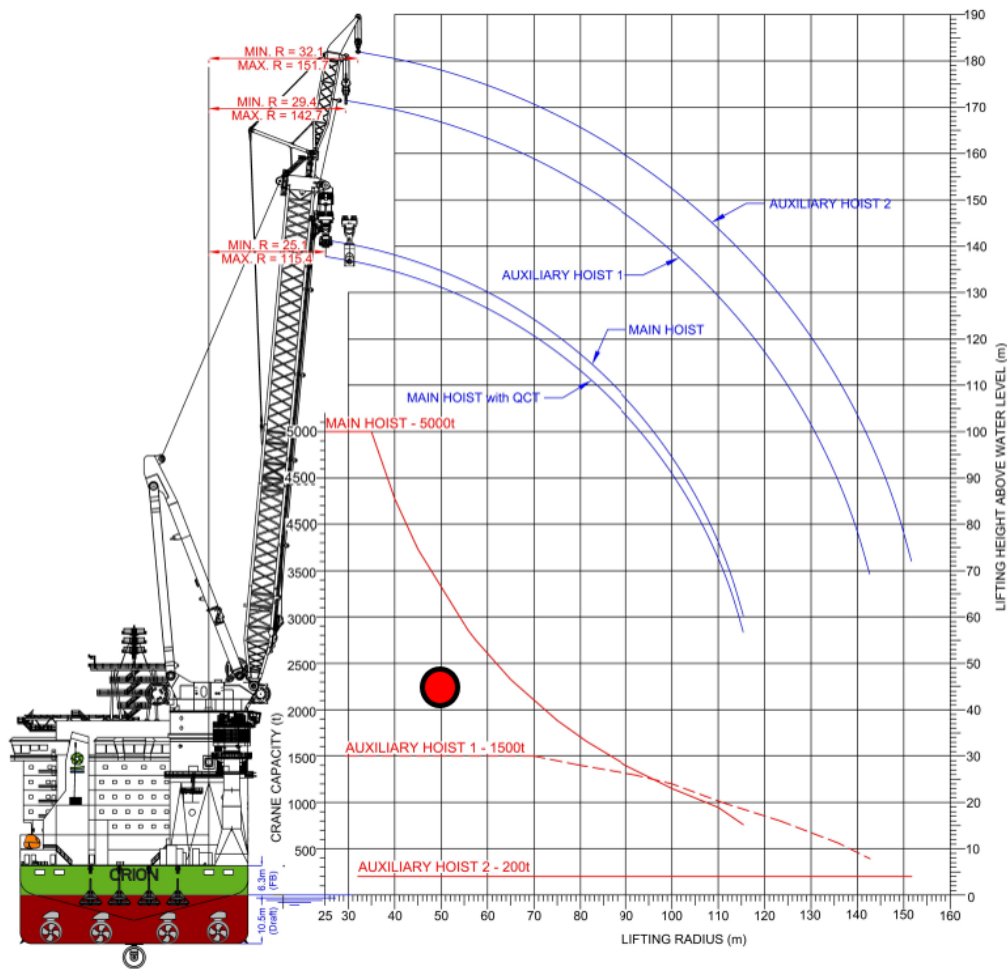 MIN. R = 32.1
MAX. R = 151.7
MIN. R = 29.4
MAX. R = 142.7
MIN. R = 25.1
MAX. R = 115.4
AUXILIARY HOIST 2
AUXILIARY HOIST 1
MAIN HOIST
MAIN HOIST with QCT
MAIN HOIST - 5000t
AUXILIARY HOIST 1 - 1500t
AUXILIARY HOIST 2 - 200t
CRANE CAPACITY (t)
5000
4500
4500
3500
3000
2500
2000
1500
1000
500
ORION
6.3m
(FB)
10.5m
(Draft)
25 30 40 50 60 70 80 90 100 110 120 130 140 150 160
LIFTING RADIUS (m)
190
180
170
160
150
140
130
120
110
100
90
80
70
60
50
40
30
20
10
0
LIFTING HEIGHT ABOVE WATER LEVEL (m)